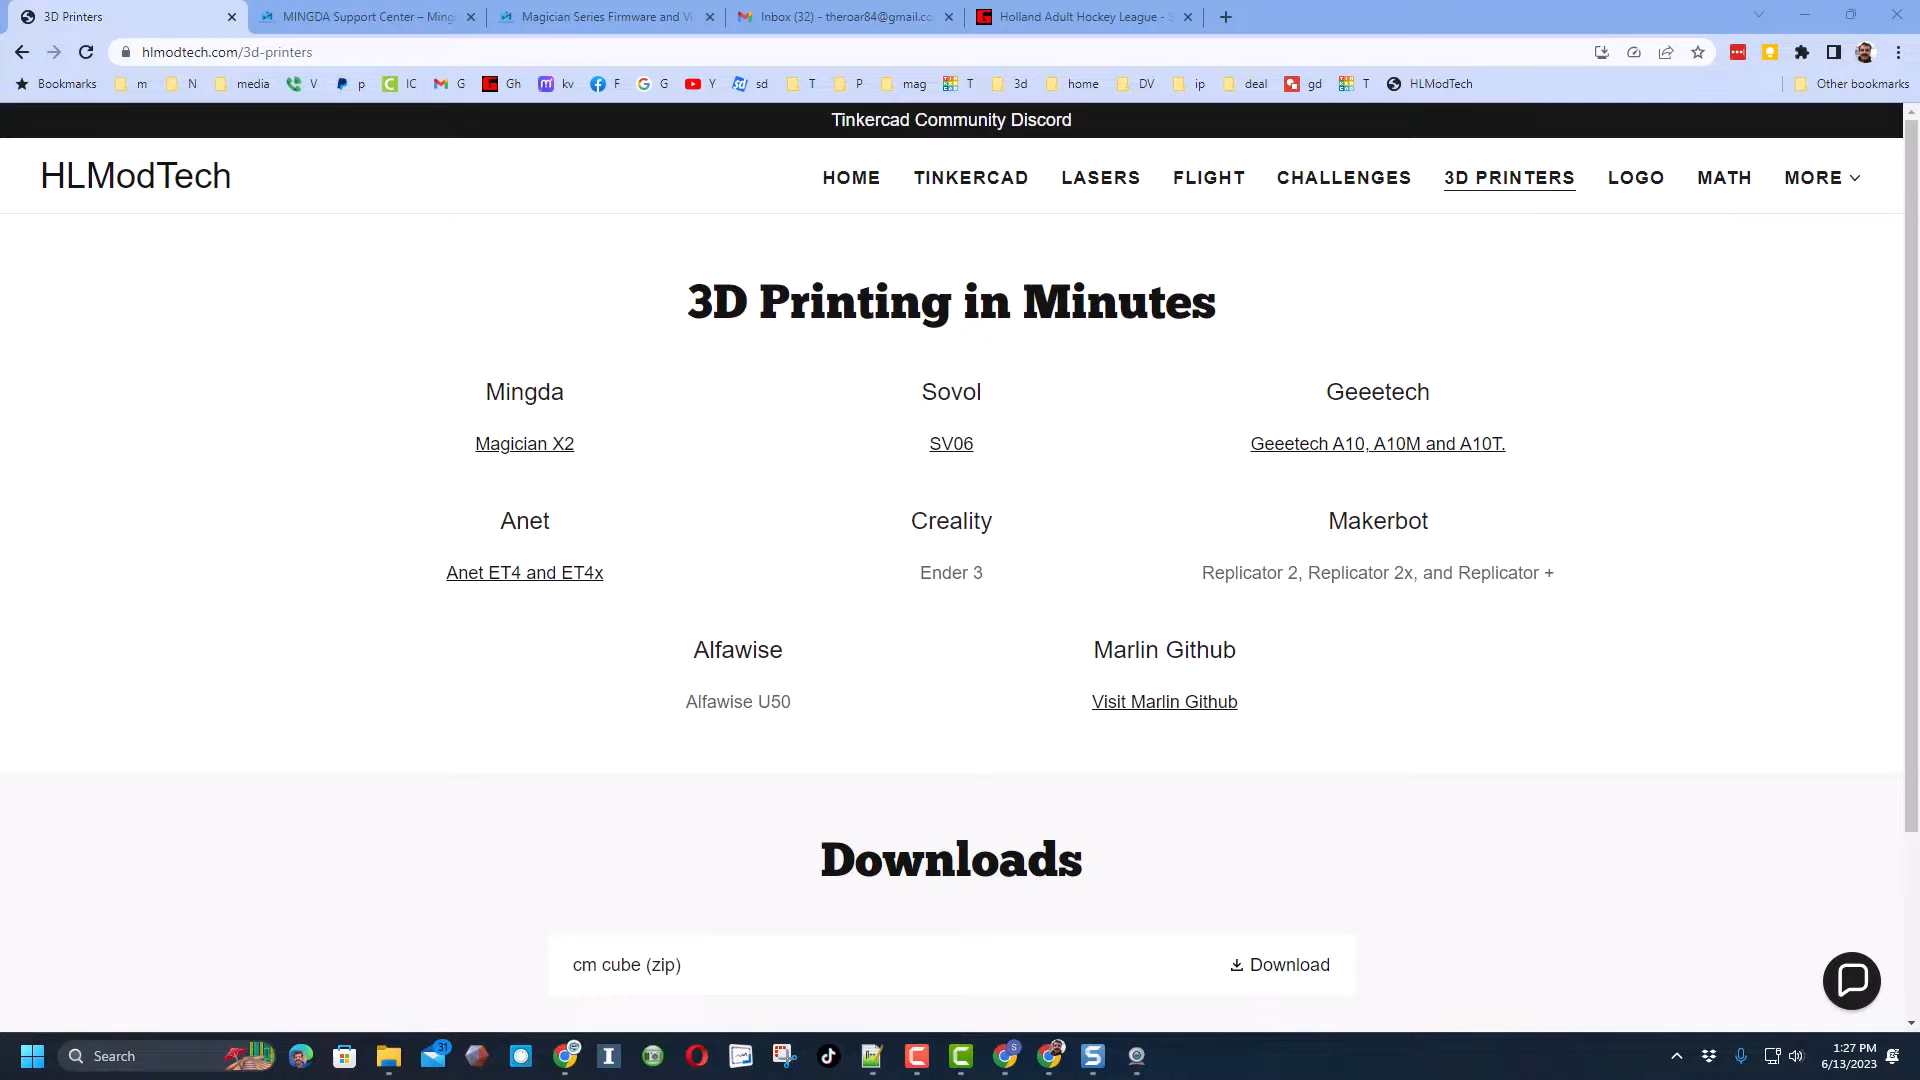 3D Printers
MINGDA Support Center – Ming
Magician Series Firmware and Vi
Inbox (32) - theroar84@gmail.co
Holland Adult Hockey League - S
hlmodtech.com/3d-printers
Bookmarks m N media V p IC G Gh kv F G Y sd T P mag T 3d home DV ip deal gd T HLModTech Other bookmarks
Tinkercad Community Discord
HLModTech
HOME TINKERCAD LASERS FLIGHT CHALLENGES 3D PRINTERS LOGO MATH MORE
3D Printing in Minutes
Mingda Sovol Geeetech
Magician X2 SV06 Geeetech A10, A10M and A10T.
Anet Creality Makerbot
Anet ET4 and ET4x Ender 3 Replicator 2, Replicator 2x, and Replicator +
Alfawise Marlin Github
Alfawise U50 Visit Marlin Github
Downloads
cm cube (zip) Download
Search
31
1:27 PM
6/13/2023